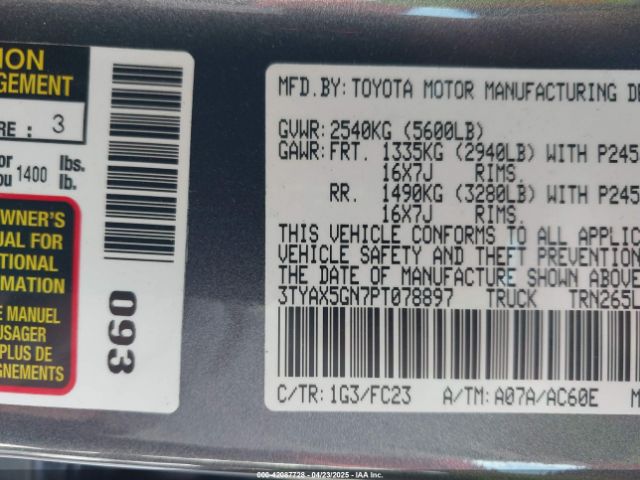 ION
GEMENT
RE : 3
or
ou 1400 lbs.
lb.
OWNER'S
UAL FOR
TIONAL
RMATION
E MANUEL
'USAGER
PLUS DE
IGNEMENTS
093
MFD.BY: TOYOTA MOTOR MANUFACTURING DE
GVWR: 2540KG (5600LB)
GAWR: FRT. 1335KG (2940LB) WITH P245
16X7J RIMS.
RR. 1490KG (3280LB) WITH P245
16X7J RIMS.
THIS VEHICLE CONFORMS TO ALL APPLIC
VEHICLE SAFETY AND THEFT PREVENTION
THE DATE OF MANUFACTURE SHOWN ABOVE
3TYAX5GN7PT078897 TRUCK TRN265L
C/TR: 1G3/FC23 A/TM: A07A/AC60E M
000-42087728 - 04/23/2025 - IAA, Inc.